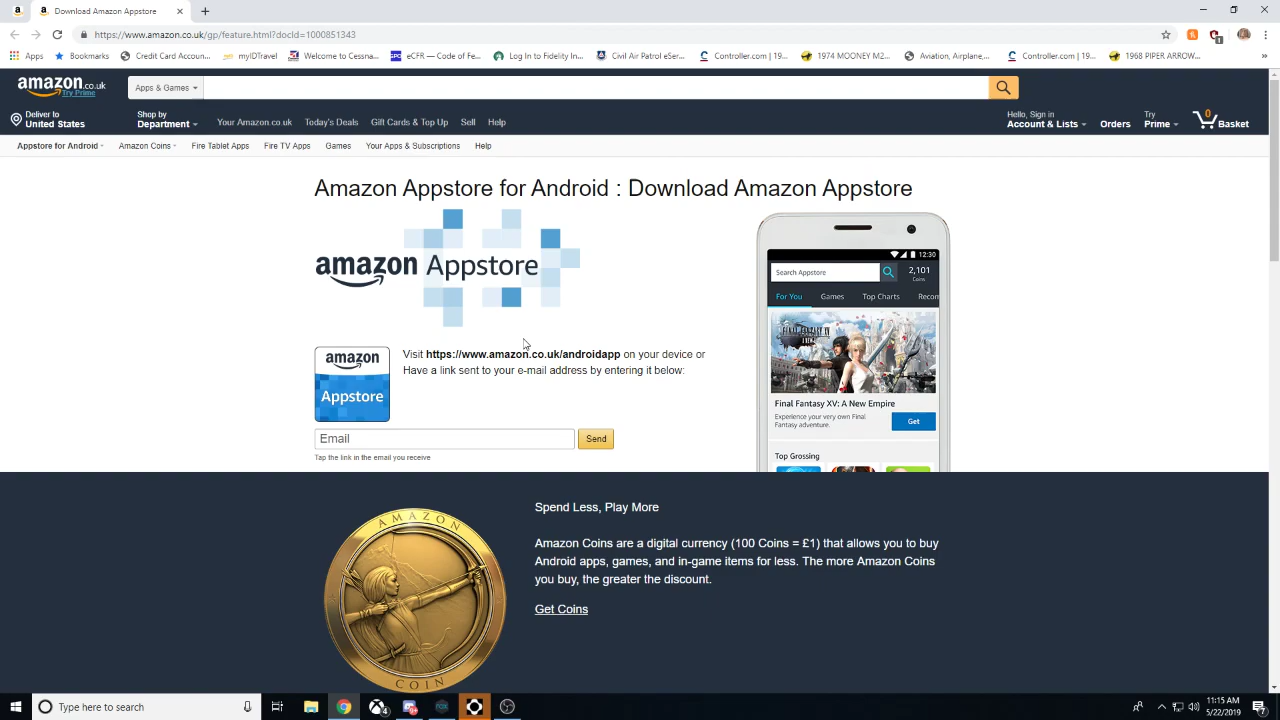 Download Amazon Appstore
https://www.amazon.co.uk/gp/feature.html?docId=1000851343
Apps
Bookmarks
Credit Card Accoun...
myIDTravel
Welcome to Cessna...
eCFR — Code of Fe...
Log In to Fidelity In...
Civil Air Patrol eSer...
Controller.com | 19...
1974 MOONEY M2...
Aviation, Airplane,...
Controller.com | 19...
1968 PIPER ARROW...
amazon.co.uk
Try Prime
Apps & Games
Deliver to
United States
Shop by
Department
Your Amazon.co.uk
Today's Deals
Gift Cards & Top Up
Sell
Help
Hello, Sign in
Account & Lists
Orders
Try
Prime
0
Basket
Appstore for Android
Amazon Coins
Fire Tablet Apps
Fire TV Apps
Games
Your Apps & Subscriptions
Help
Amazon Appstore for Android : Download Amazon Appstore
amazon Appstore
12:30
Search Appstore
2,101
Coins
For You
Games
Top Charts
Recon
FINAL FANTASY XV
A NEW EMPIRE
Final Fantasy XV: A New Empire
Experience your very own Final
Fantasy adventure.
Get
Top Grossing
amazon
Appstore
Visit https://www.amazon.co.uk/androidapp on your device or
Have a link sent to your e-mail address by entering it below:
Email
Send
Tap the link in the email you receive
AMAZON
COIN
Spend Less, Play More
Amazon Coins are a digital currency (100 Coins = £1) that allows you to buy
Android apps, games, and in-game items for less. The more Amazon Coins
you buy, the greater the discount.
Get Coins
Type here to search
11:15 AM
5/22/2019